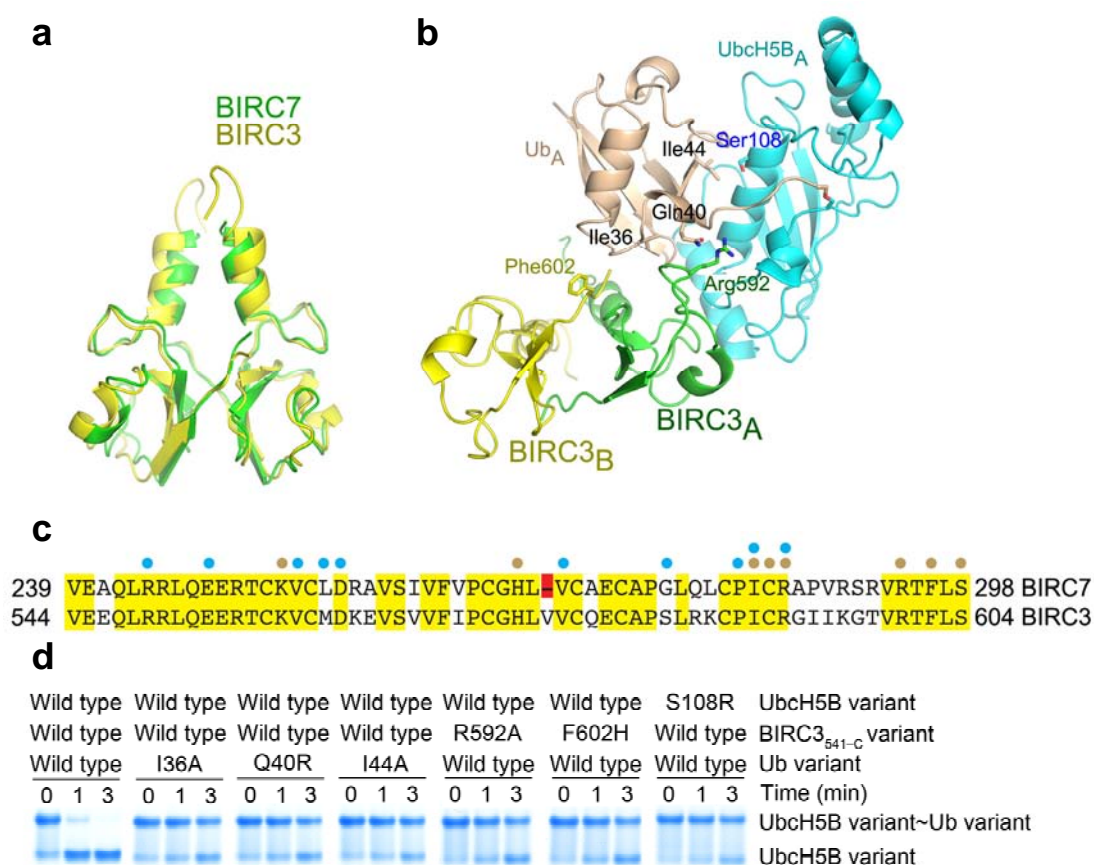 a
BIRC7
BIRC3
b
UbcH5B_A
Ub_A
Ile44
Ser108
Gln40
Ile36
Phe602
Arg592
BIRC3_A
BIRC3_B
c
239 VEAQLRRLQEERTCKVCLDRAVSIVFVPCGHL–VCAECAPGLQLCPICRAPVRSRVRTFLS 298 BIRC7
544 VEEQLRRLQEERTCKVCMDKEVSVVFIPCGHLVVCQECAPSLRKCPICRGIIKGTVRTFLS 604 BIRC3
d
Wild type Wild type Wild type Wild type Wild type Wild type S108R UbcH5B variant
Wild type Wild type Wild type Wild type R592A F602H Wild type BIRC3_541–C variant
Wild type I36A Q40R I44A Wild type Wild type Wild type Ub variant
0 1 3 0 1 3 0 1 3 0 1 3 0 1 3 0 1 3 0 1 3 Time (min)
UbcH5B variant~Ub variant
UbcH5B variant